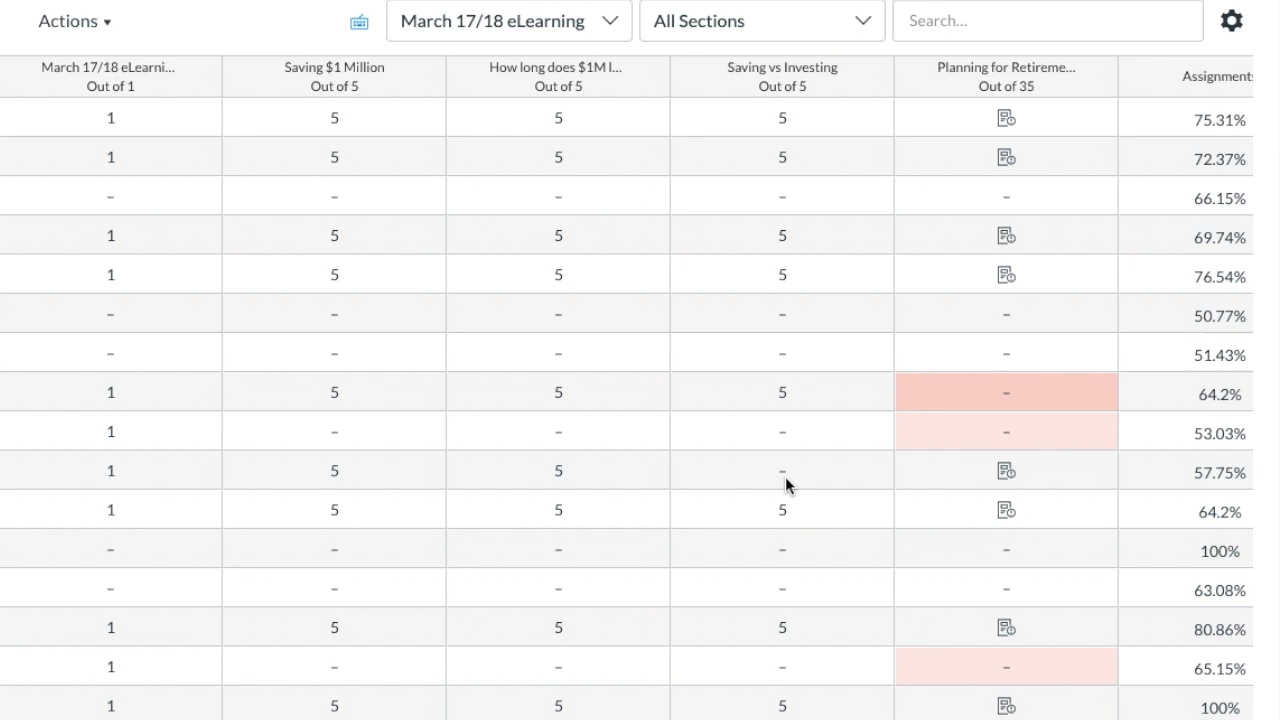 Actions
March 17/18 eLearning
All Sections
Search...
March 17/18 eLearni... Saving $1 Million How long does $1M l... Saving vs Investing Planning for Retireme... Assignments
Out of 1 Out of 5 Out of 5 Out of 5 Out of 35
1 5 5 5 75.31%
1 5 5 5 72.37%
– – – – – 66.15%
1 5 5 5 69.74%
1 5 5 5 76.54%
– – – – – 50.77%
– – – – – 51.43%
1 5 5 5 – 64.2%
1 – – – – 53.03%
1 5 5 – 57.75%
1 5 5 5 64.2%
– – – – – 100%
– – – – – 63.08%
1 5 5 5 80.86%
1 – – – – 65.15%
1 5 5 5 100%